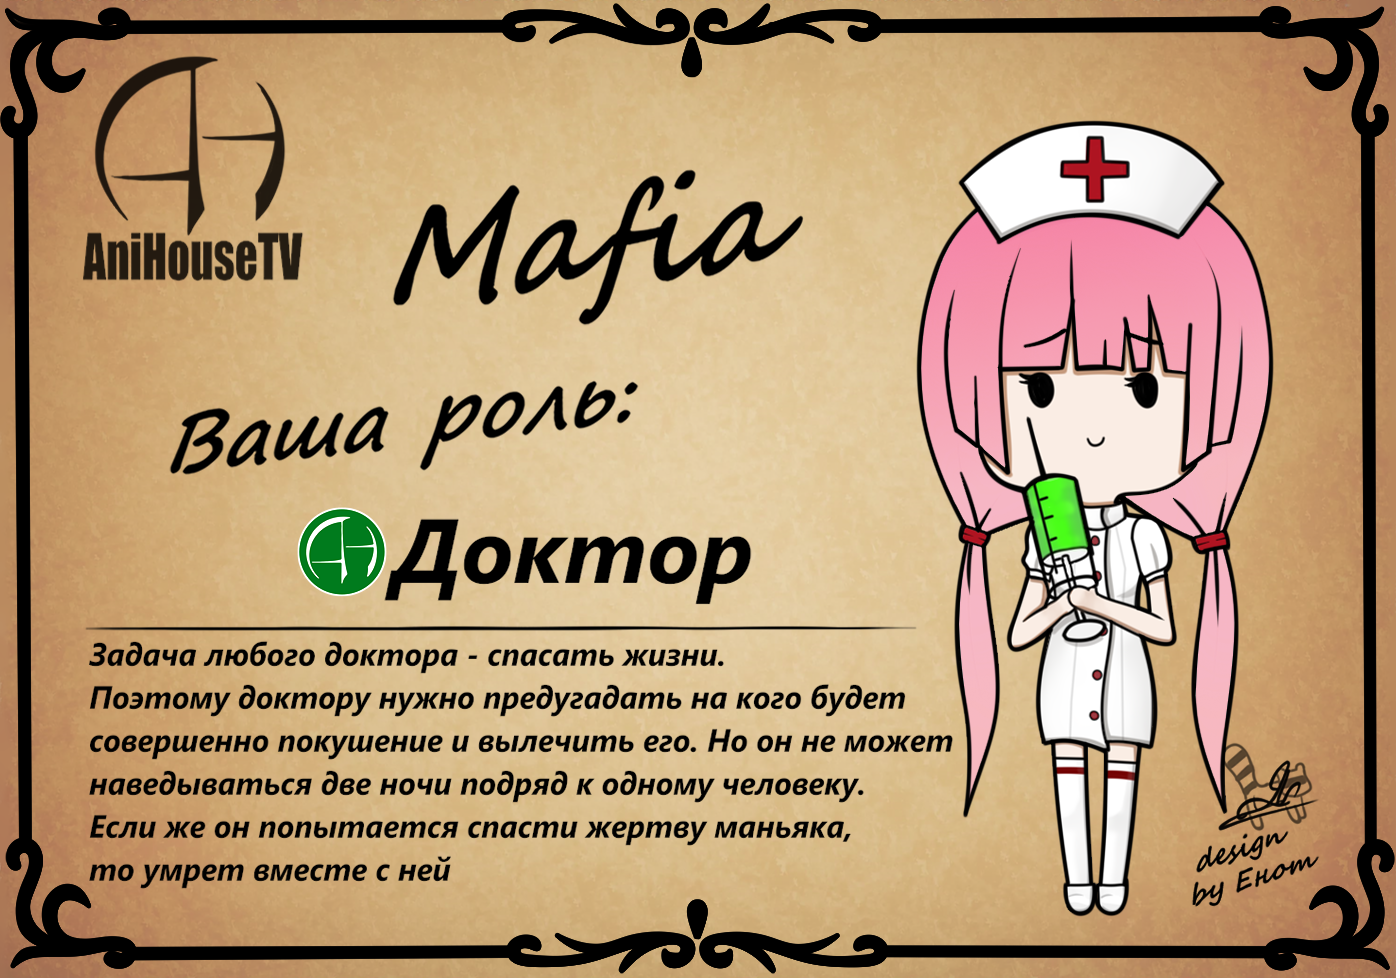 AniHouseTV
Mafia
Ваша роль:
Доктор
Задача любого доктора - спасать жизни.
Поэтому доктору нужно предугадать на кого будет
совершенно покушение и вылечить его. Но он не может
наведываться две ночи подряд к одному человеку.
Если же он попытается спасти жертву маньяка,
то умрет вместе с ней
design
by Енот